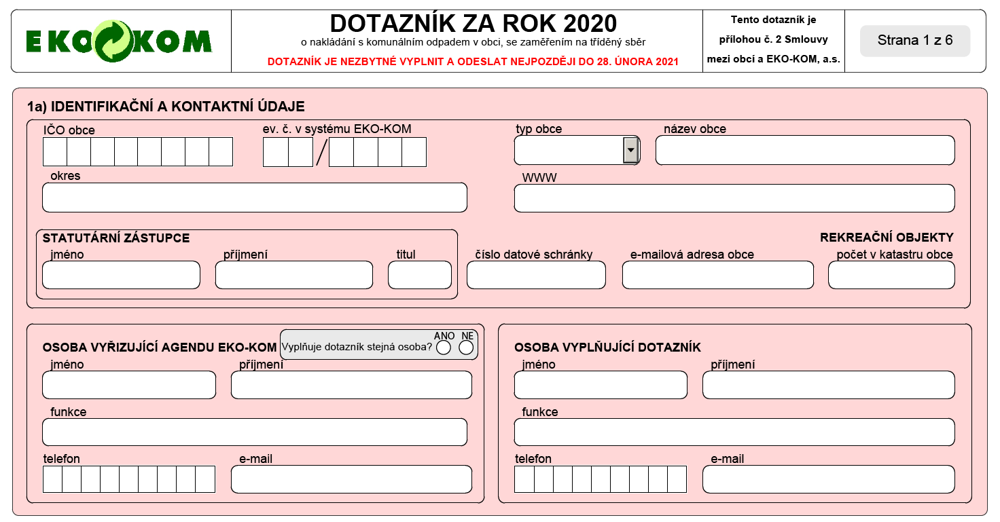 EKO KOM
DOTAZNÍK ZA ROK 2020
o nakládání s komunálním odpadem v obci, se zaměřením na tříděný sběr
DOTAZNÍK JE NEZBYTNÉ VYPLNIT A ODESLAT NEJPOZDĚJI DO 28. ÚNORA 2021
Tento dotazník je
přílohou č. 2 Smlouvy
mezi obcí a EKO-KOM, a.s.
Strana 1 z 6
1a) IDENTIFIKAČNÍ A KONTAKTNÍ ÚDAJE
IČO obce ev. č. v systému EKO-KOM typ obce název obce
/
okres WWW
STATUTÁRNÍ ZÁSTUPCE REKREAČNÍ OBJEKTY
jméno příjmení titul číslo datové schránky e-mailová adresa obce počet v katastru obce
OSOBA VYŘIZUJÍCÍ AGENDU EKO-KOM
Vyplňuje dotazník stejná osoba? ANO NE
jméno příjmení
funkce
telefon e-mail
OSOBA VYPLŇUJÍCÍ DOTAZNÍK
jméno příjmení
funkce
telefon e-mail